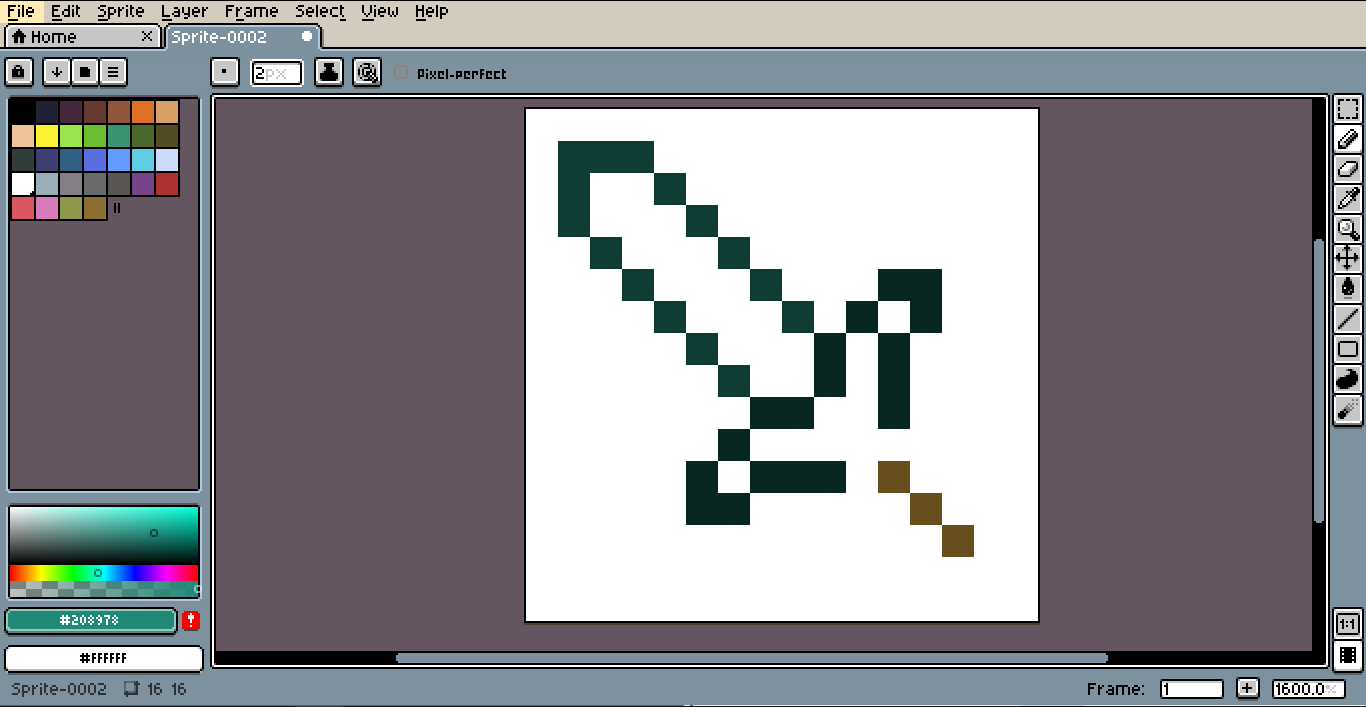 File Edit Sprite Layer Frame Select View Help
Home Sprite-0002
2px Pixel-perfect
#208978
#FFFFFF
1:1
Sprite-0002 16 16 Frame: 1 1600.0%